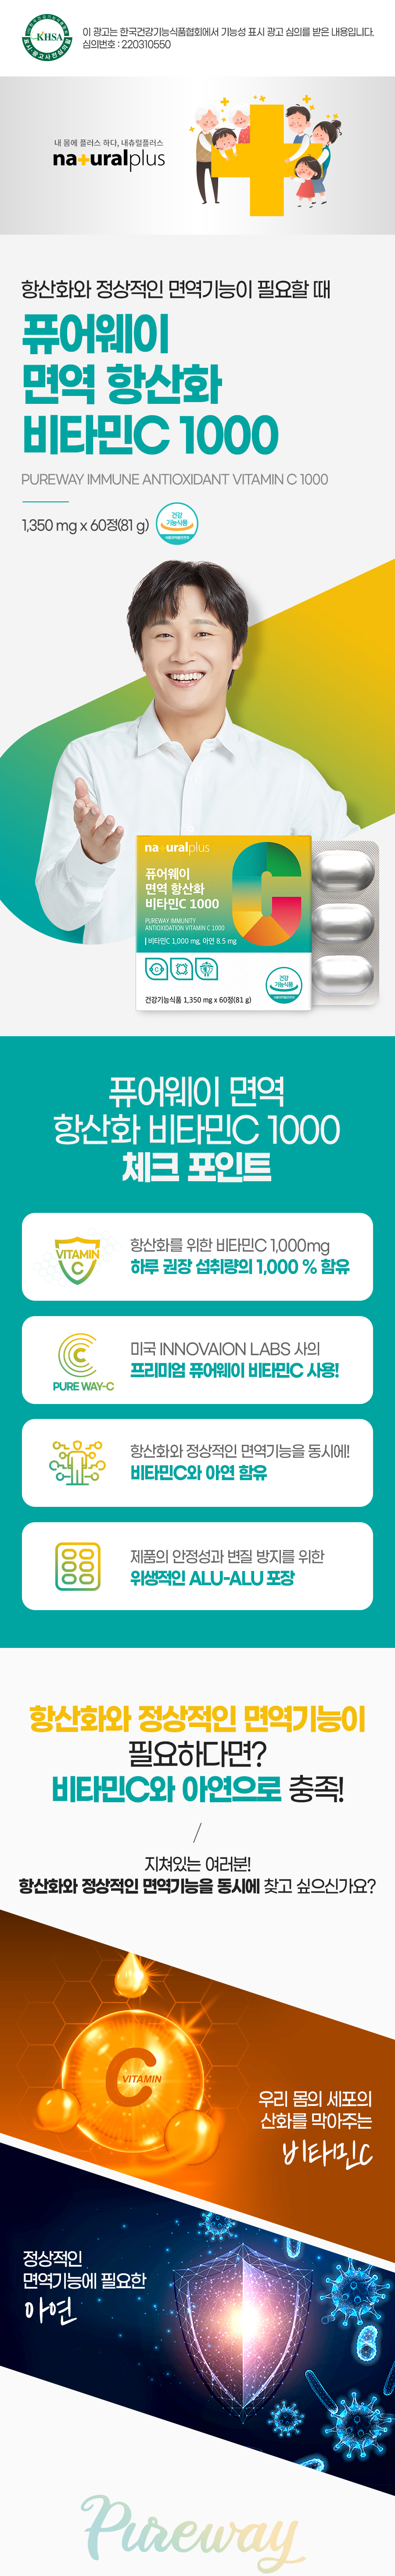 이 광고는 한국건강기능식품협회에서 기능성 표시 광고 심의를 받은 내용입니다.
심의번호 : 220310550
KHSA
내 몸에 플러스 하다, 내츄럴플러스
na+uralplus
항산화와 정상적인 면역기능이 필요할 때
퓨어웨이
면역 항산화
비타민C 1000
PUREWAY IMMUNE ANTIOXIDANT VITAMIN C 1000
1,350 mg x 60정(81 g)
건강
기능식품
na+uralplus
퓨어웨이
면역 항산화
비타민C 1000
PUREWAY IMMUNITY
ANTIOXIDATION VITAMIN C 1000
비타민C 1,000 mg, 아연 8.5 mg
건강
기능식품
건강기능식품 1,350 mg x 60정(81 g)
퓨어웨이 면역
항산화 비타민C 1000
체크 포인트
VITAMIN
C
항산화를 위한 비타민C 1,000mg
하루 권장 섭취량의 1,000 % 함유
C
PURE WAY-C
미국 INNOVAION LABS 사의
프리미엄 퓨어웨이 비타민C 사용!
항산화와 정상적인 면역기능을 동시에!
비타민C와 아연 함유
제품의 안정성과 변질 방지를 위한
위생적인 ALU-ALU 포장
항산화와 정상적인 면역기능이
필요하다면?
비타민C와 아연으로 충족!
지쳐있는 여러분!
항산화와 정상적인 면역기능을 동시에 찾고 싶으신가요?
C
VITAMIN
우리 몸의 세포의
산화를 막아주는
비타민C
정상적인
면역기능에 필요한
아연
Pureway